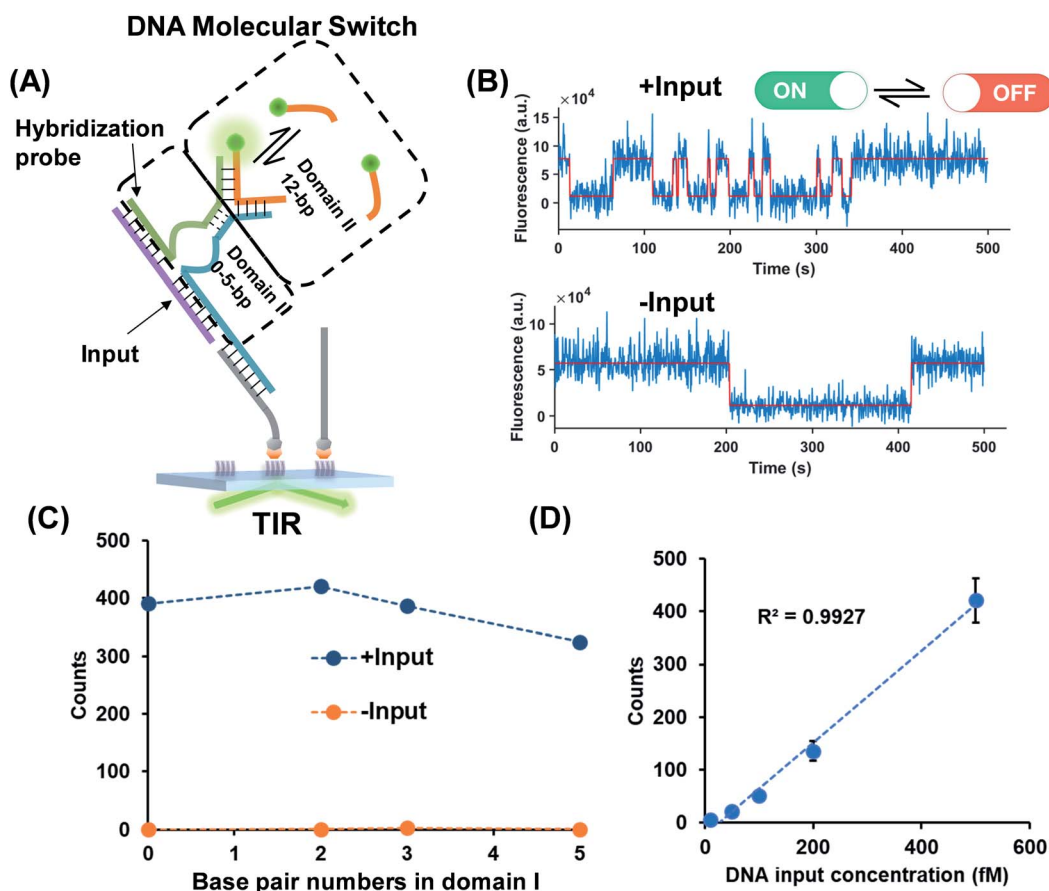 DNA Molecular Switch
(A)
Hybridization
probe
Domain II
12-bp
Domain I
0-5-bp
Input
TIR
(B)
+Input
ON
OFF
×10⁴
15
10
5
0
Fluorescence (a.u.)
0 100 200 300 400 500
Time (s)
-Input
×10⁴
10
5
0
Fluorescence (a.u.)
0 100 200 300 400 500
Time (s)
(C)
500
400
300
200
100
0
Counts
+Input
-Input
0 1 2 3 4 5
Base pair numbers in domain I
(D)
500
400
300
200
100
0
Counts
R² = 0.9927
0 200 400 600
DNA input concentration (fM)